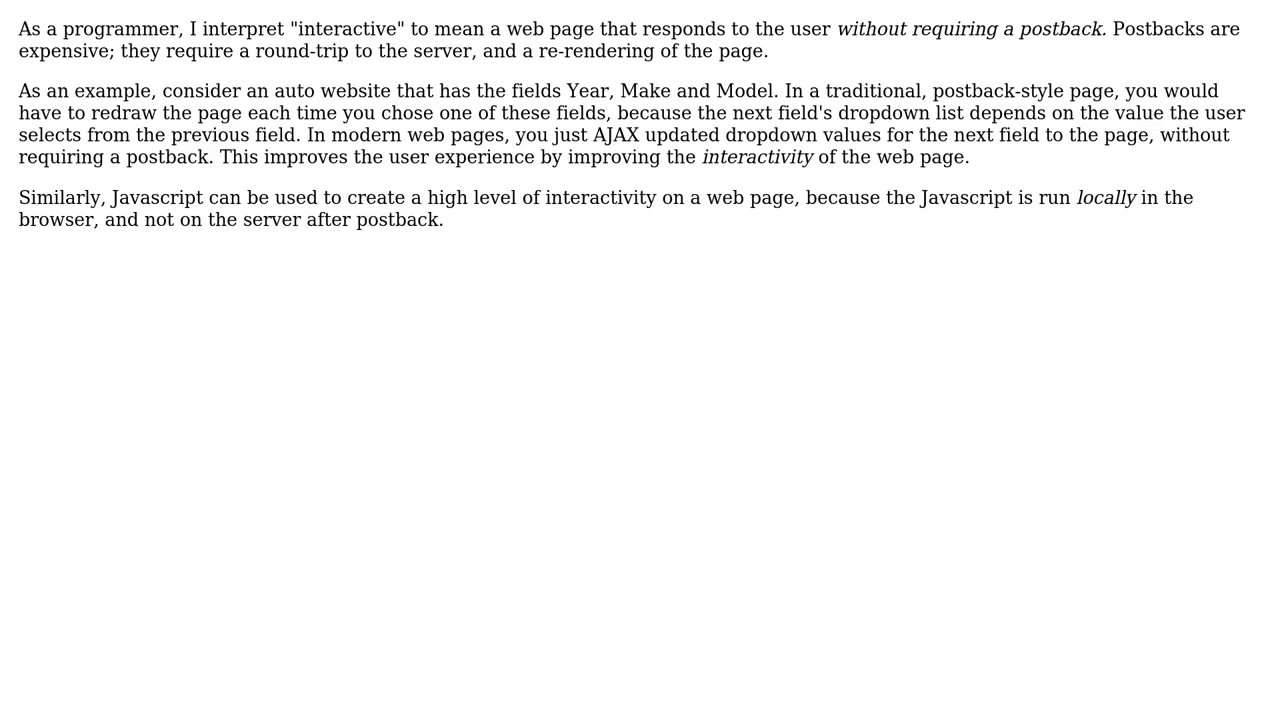 As a programmer, I interpret "interactive" to mean a web page that responds to the user without requiring a postback. Postbacks are
expensive; they require a round-trip to the server, and a re-rendering of the page.
As an example, consider an auto website that has the fields Year, Make and Model. In a traditional, postback-style page, you would
have to redraw the page each time you chose one of these fields, because the next field's dropdown list depends on the value the user
selects from the previous field. In modern web pages, you just AJAX updated dropdown values for the next field to the page, without
requiring a postback. This improves the user experience by improving the interactivity of the web page.
Similarly, Javascript can be used to create a high level of interactivity on a web page, because the Javascript is run locally in the
browser, and not on the server after postback.